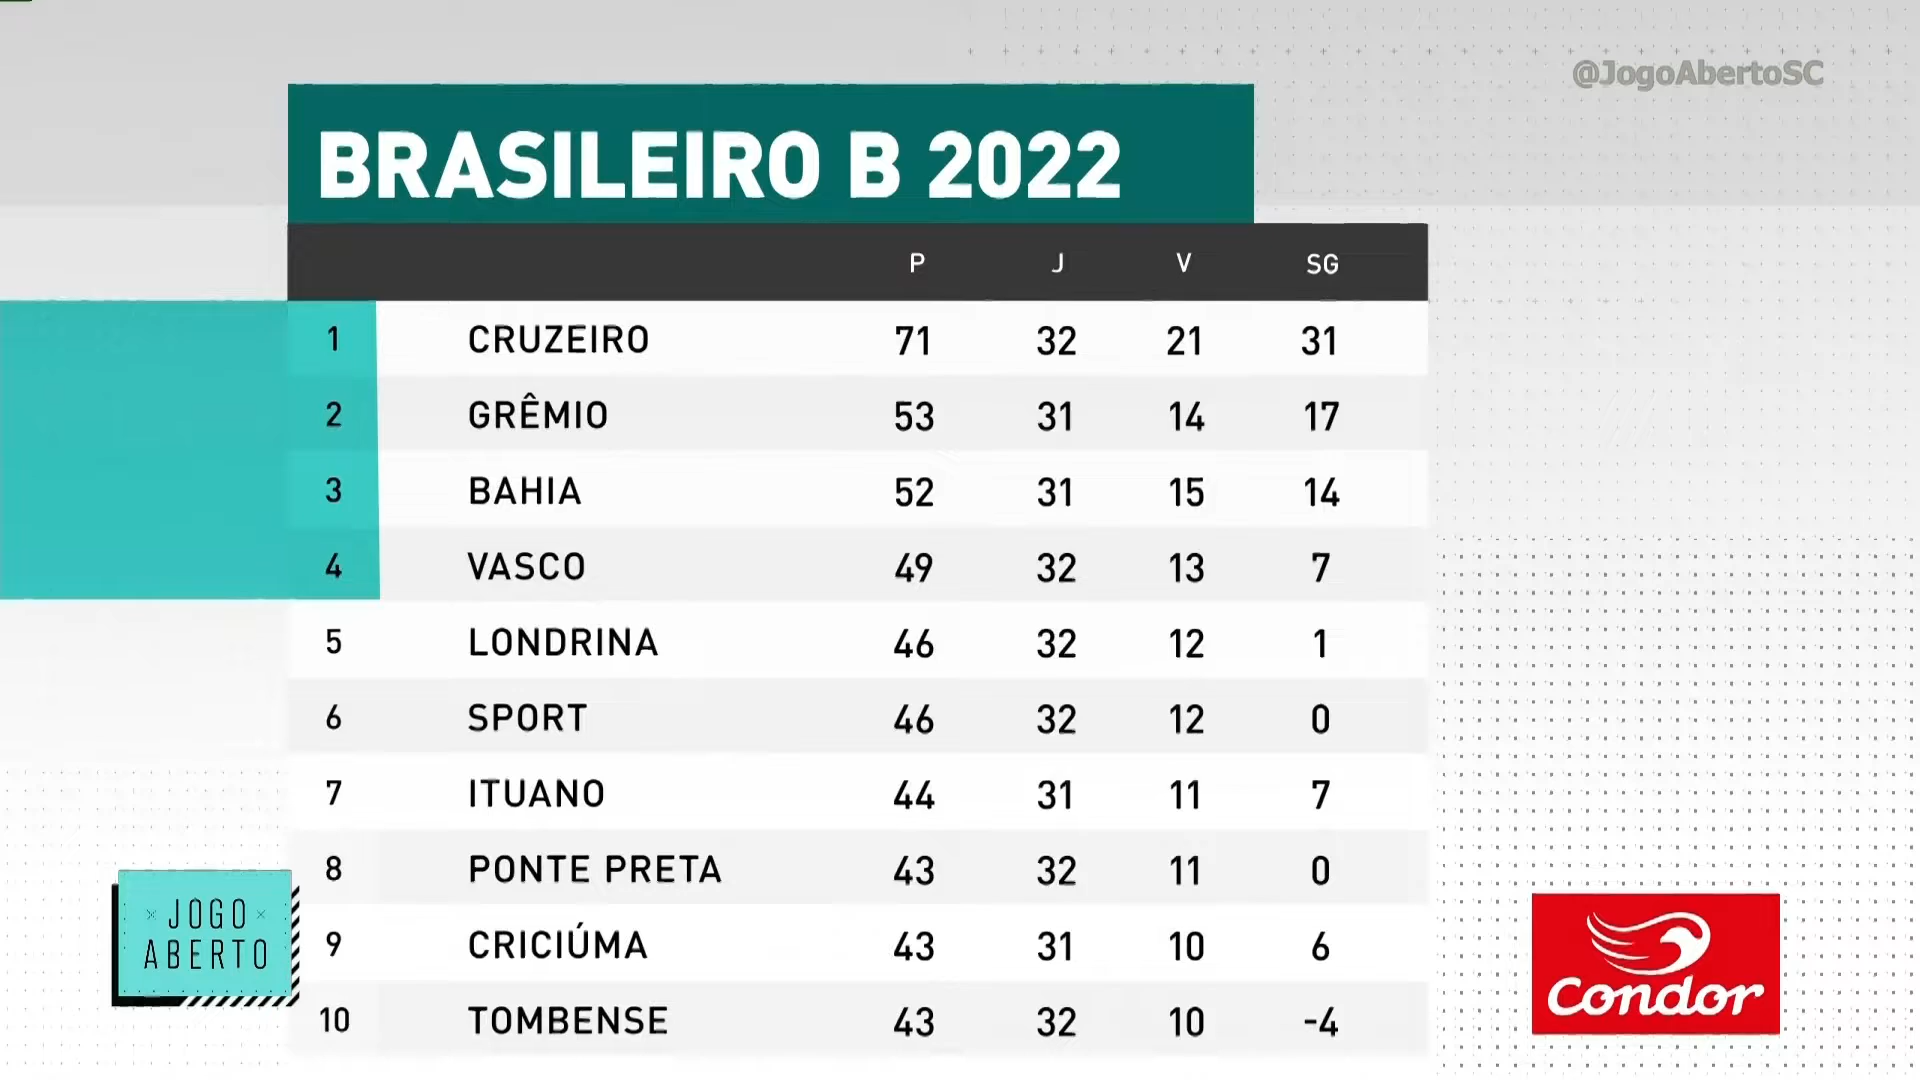 @JogoAbertoSC
BRASILEIRO B 2022
P J V SG
1 CRUZEIRO 71 32 21 31
2 GRÊMIO 53 31 14 17
3 BAHIA 52 31 15 14
4 VASCO 49 32 13 7
5 LONDRINA 46 32 12 1
6 SPORT 46 32 12 0
7 ITUANO 44 31 11 7
8 PONTE PRETA 43 32 11 0
9 CRICIÚMA 43 31 10 6
10 TOMBENSE 43 32 10 -4
JOGO
ABERTO
Condor